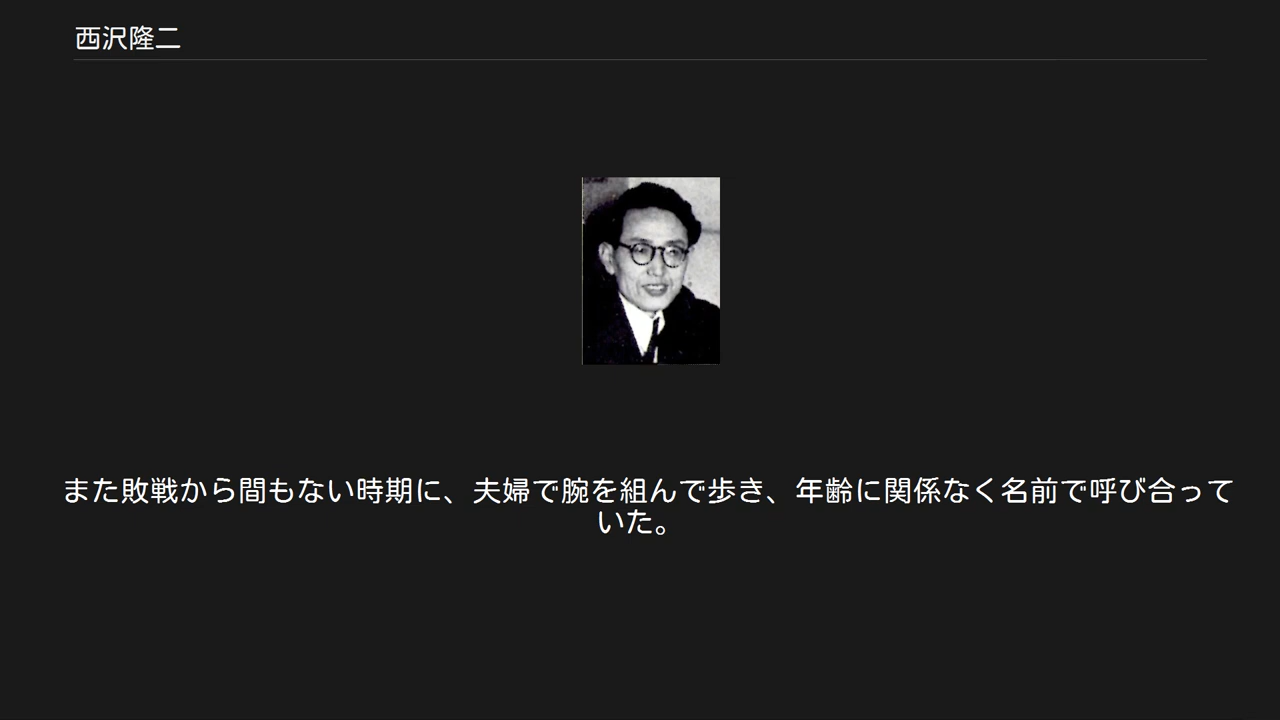 西沢隆二
また敗戦から間もない時期に、夫婦で腕を組んで歩き、年齢に関係なく名前で呼び合って
いた。